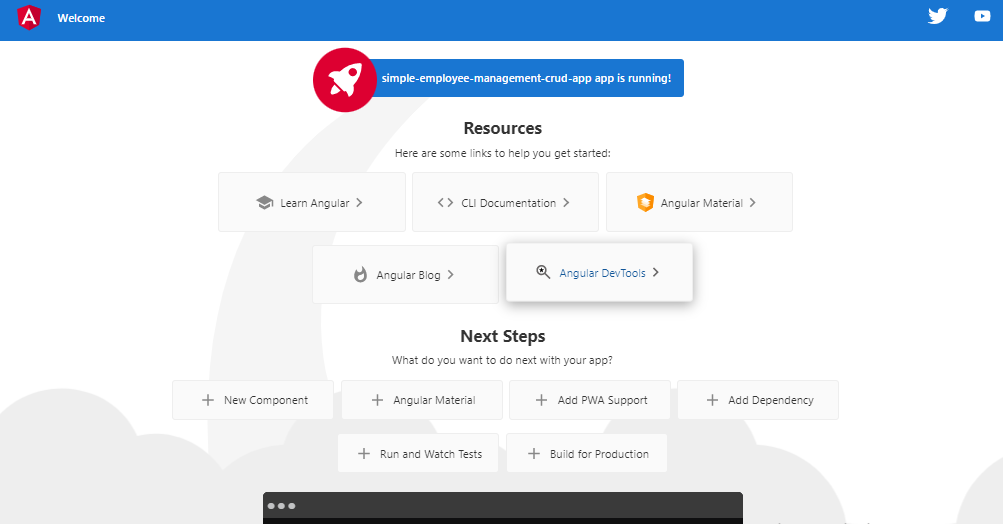 Welcome
simple-employee-management-crud-app app is running!
Resources
Here are some links to help you get started:
Learn Angular
CLI Documentation
Angular Material
Angular Blog
Angular DevTools
Next Steps
What do you want to do next with your app?
New Component
Angular Material
Add PWA Support
Add Dependency
Run and Watch Tests
Build for Production